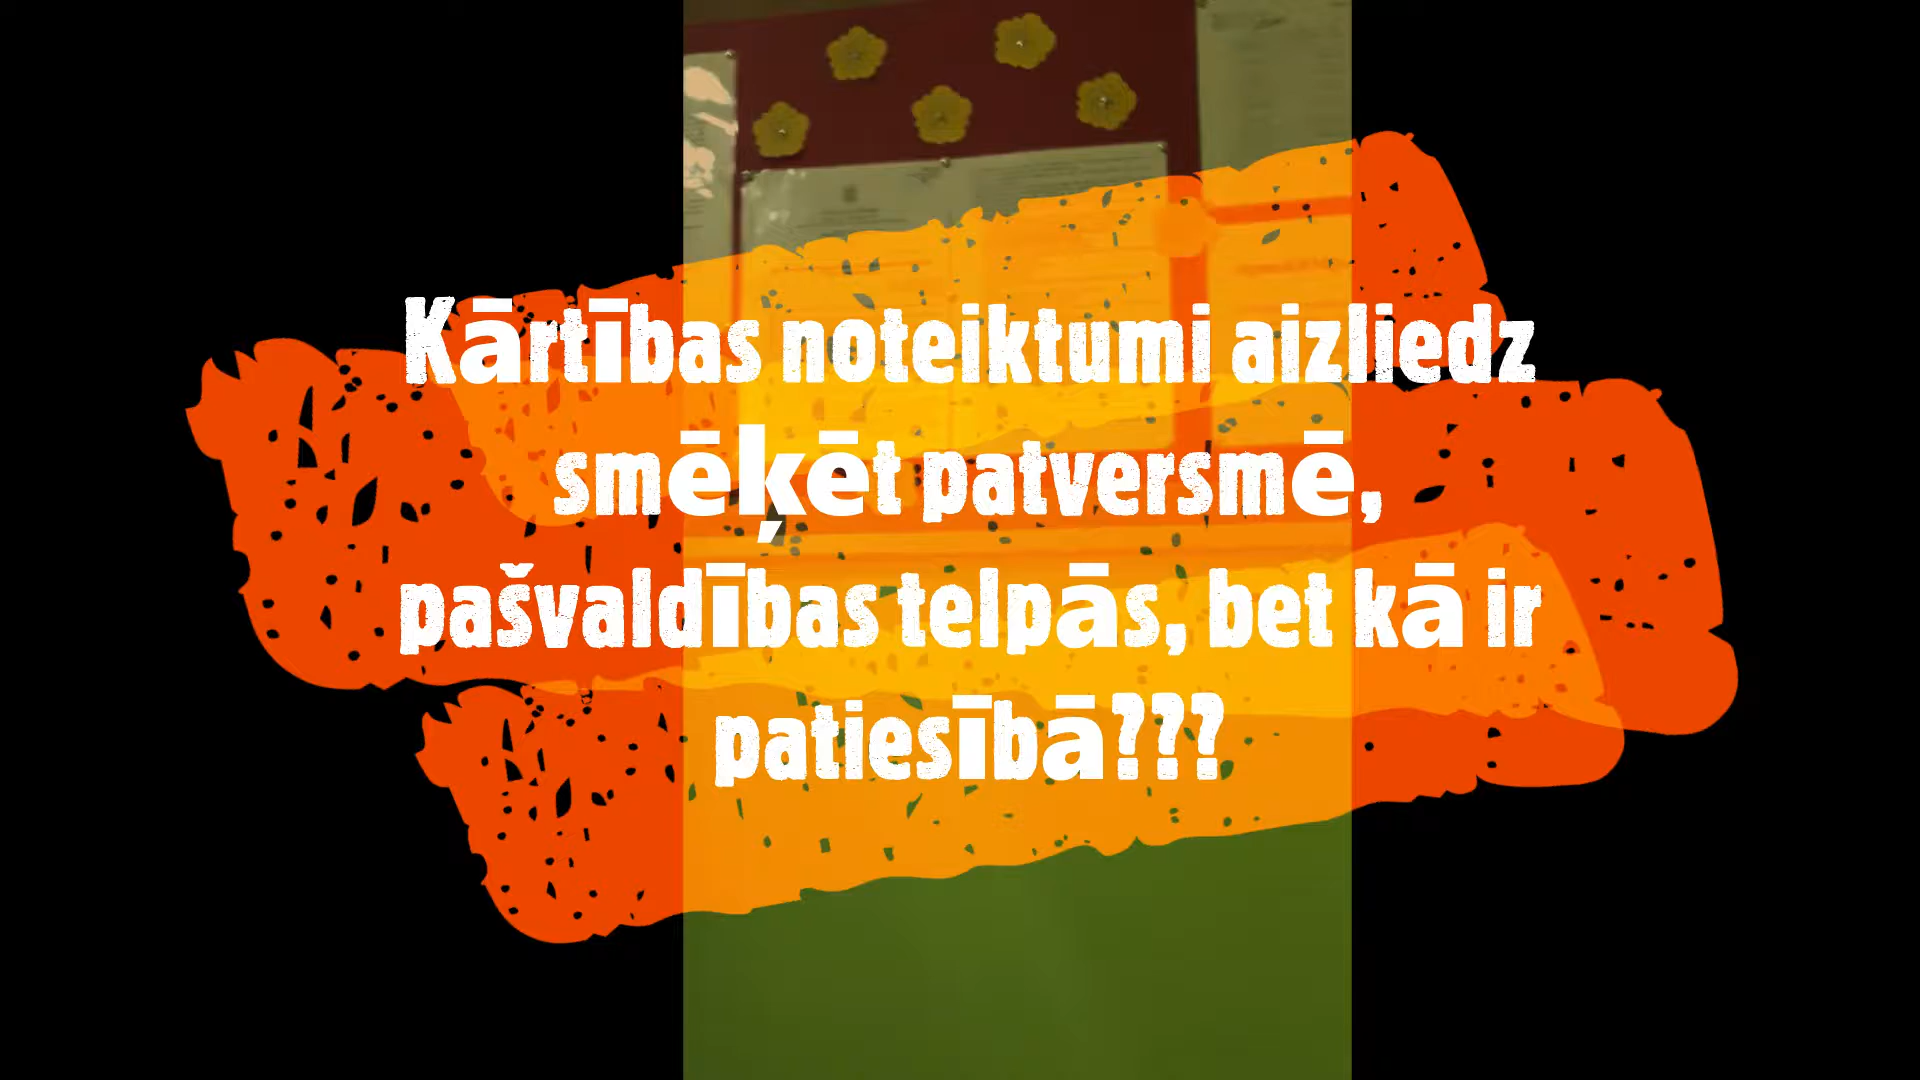 Kārtības noteiktumi aizliedz
smēķēt patversmē,
pašvaldības telpās, bet kā ir
patiesībā???